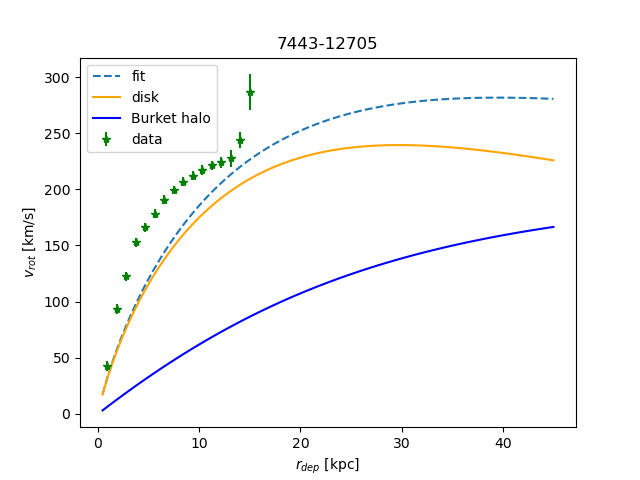 7443-12705
fit
disk
Burket halo
data
300
250
200
150
100
50
0
v_rot [km/s]
0 10 20 30 40
r_dep [kpc]